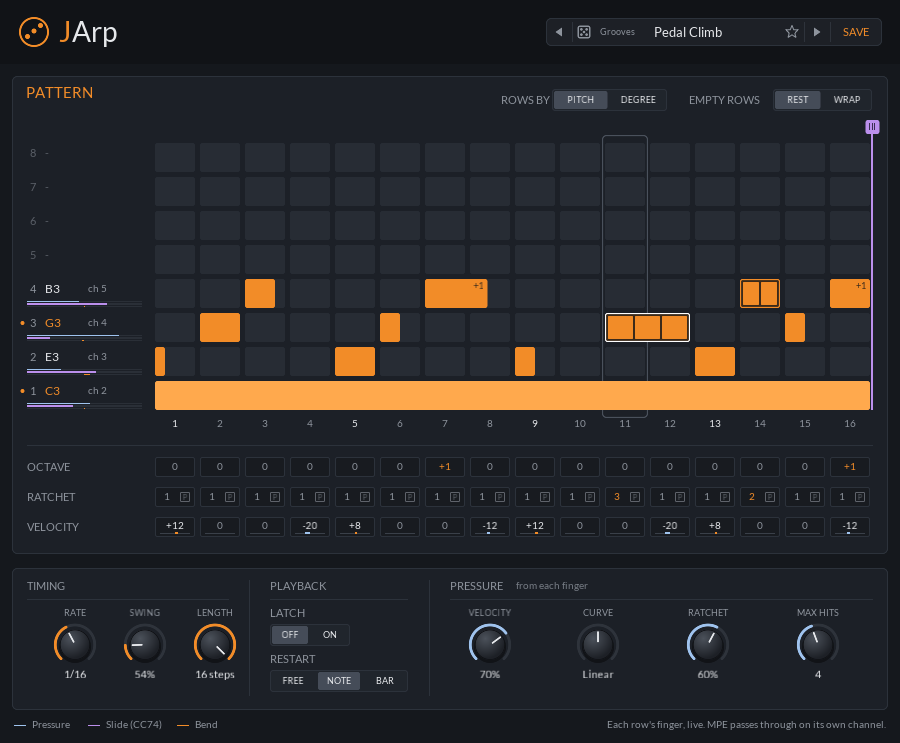 JArp
Grooves Pedal Climb SAVE
PATTERN
ROWS BY PITCH DEGREE EMPTY ROWS REST WRAP
8 -
7 -
6 -
5 -
4 B3 ch 5 +1 +1
3 G3 ch 4
2 E3 ch 3
1 C3 ch 2
1 2 3 4 5 6 7 8 9 10 11 12 13 14 15 16
OCTAVE 0 0 0 0 0 0 +1 0 0 0 0 0 0 0 0 +1
RATCHET 1 P 1 P 1 P 1 P 1 P 1 P 1 P 1 P 1 P 1 P 3 P 1 P 1 P 2 P 1 P 1 P
VELOCITY +12 0 0 -20 +8 0 0 -12 +12 0 0 -20 +8 0 0 -12
TIMING
RATE SWING LENGTH
1/16 54% 16 steps
PLAYBACK
LATCH
OFF ON
RESTART
FREE NOTE BAR
PRESSURE from each finger
VELOCITY CURVE RATCHET MAX HITS
70% Linear 60% 4
Pressure Slide (CC74) Bend
Each row's finger, live. MPE passes through on its own channel.